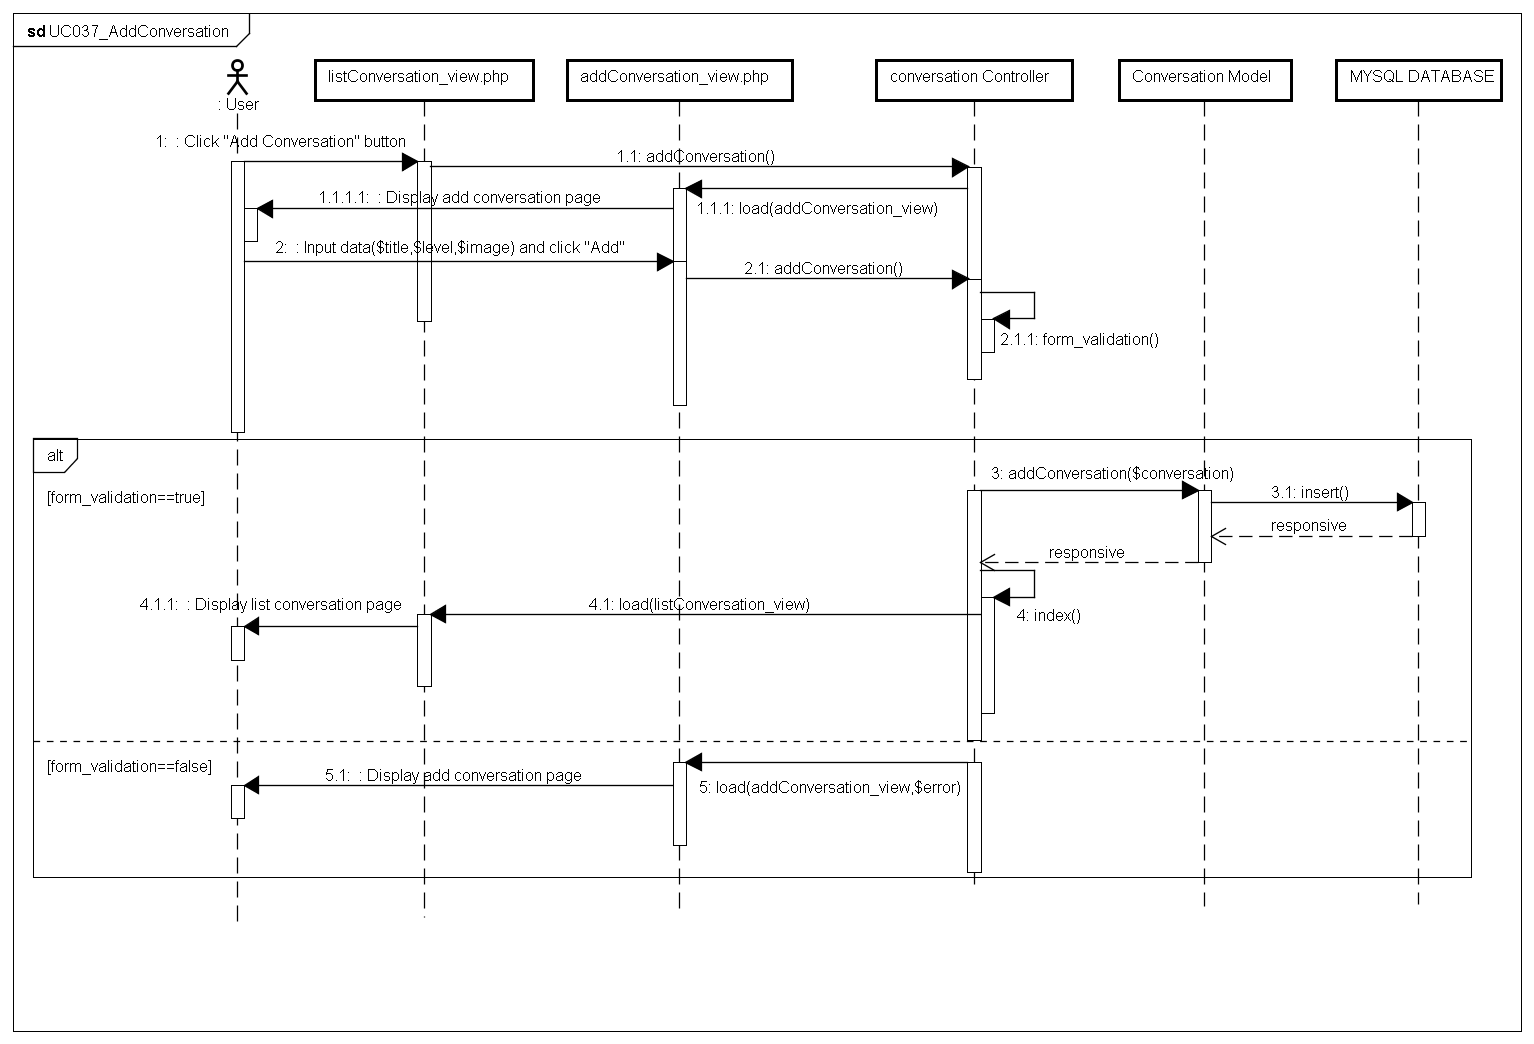 sd UC037_AddConversation
: User
listConversation_view.php
addConversation_view.php
conversation Controller
Conversation Model
MYSQL DATABASE
1:  : Click "Add Conversation" button
1.1: addConversation()
1.1.1.1:  : Display add conversation page
1.1.1: load(addConversation_view)
2:  : Input data($title,$level,$image) and click "Add"
2.1: addConversation()
2.1.1: form_validation()
alt
[form_validation==true]
3: addConversation($conversation)
3.1: insert()
responsive
responsive
4.1.1:  : Display list conversation page
4.1: load(listConversation_view)
4: index()
[form_validation==false]
5.1:  : Display add conversation page
5: load(addConversation_view,$error)